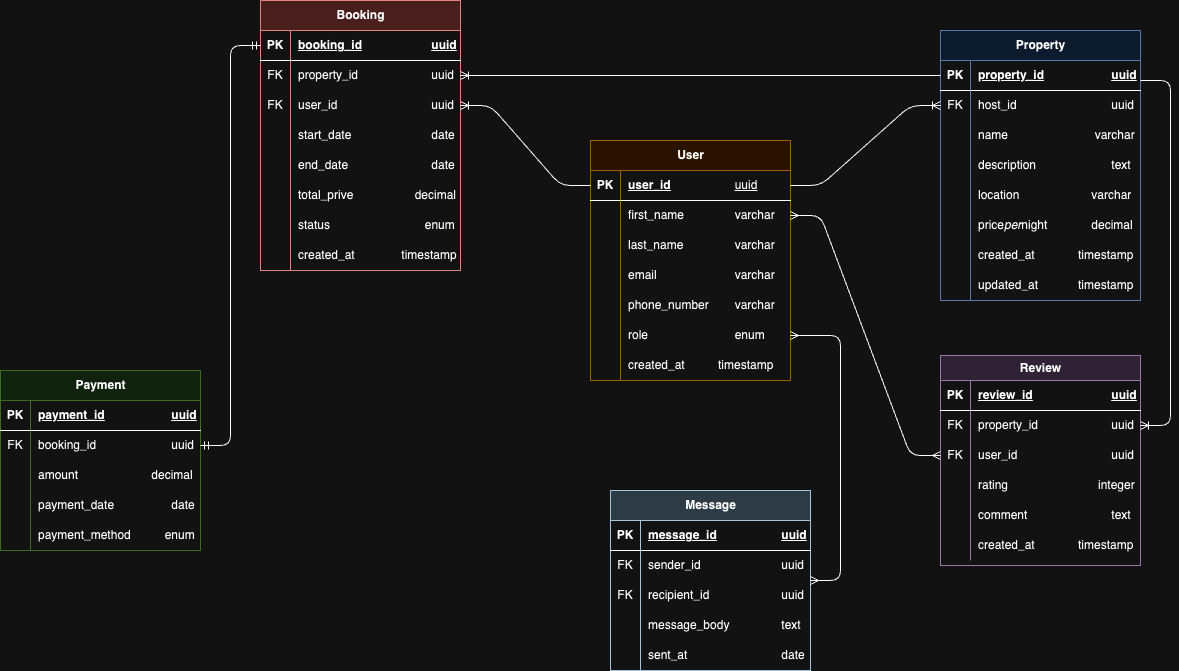 Booking
PK booking_id uuid
FK property_id uuid
FK user_id uuid
start_date date
end_date date
total_prive decimal
status enum
created_at timestamp
Property
PK property_id uuid
FK host_id uuid
name varchar
description text
location varchar
pricepernight decimal
created_at timestamp
updated_at timestamp
User
PK user_id uuid
first_name varchar
last_name varchar
email varchar
phone_number varchar
role enum
created_at timestamp
Payment
PK payment_id uuid
FK booking_id uuid
amount decimal
payment_date date
payment_method enum
Review
PK review_id uuid
FK property_id uuid
FK user_id uuid
rating integer
comment text
created_at timestamp
Message
PK message_id uuid
FK sender_id uuid
FK recipient_id uuid
message_body text
sent_at date